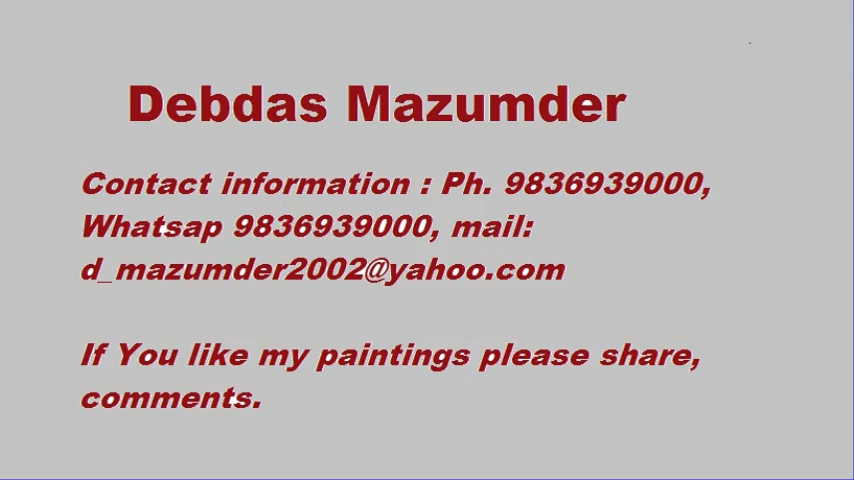 Debdas Mazumder
Contact information : Ph. 9836939000,
Whatsap 9836939000, mail:
d_mazumder2002@yahoo.com
If You like my paintings please share,
comments.